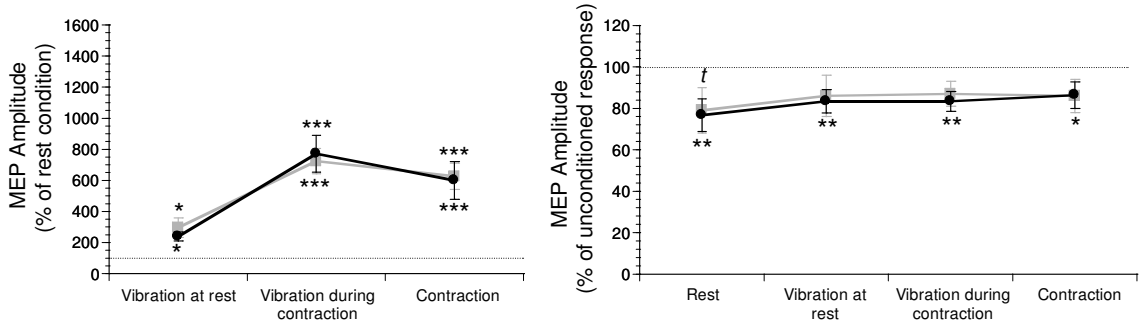 MEP Amplitude
(% of rest condition)
1600
1400
1200
1000
800
600
400
200
0
*
*
***
***
***
***
Vibration at rest
Vibration during
contraction
Contraction
MEP Amplitude
(% of unconditioned response)
120
100
80
60
40
20
0
t
**
**
**
*
Rest
Vibration at
rest
Vibration during
contraction
Contraction